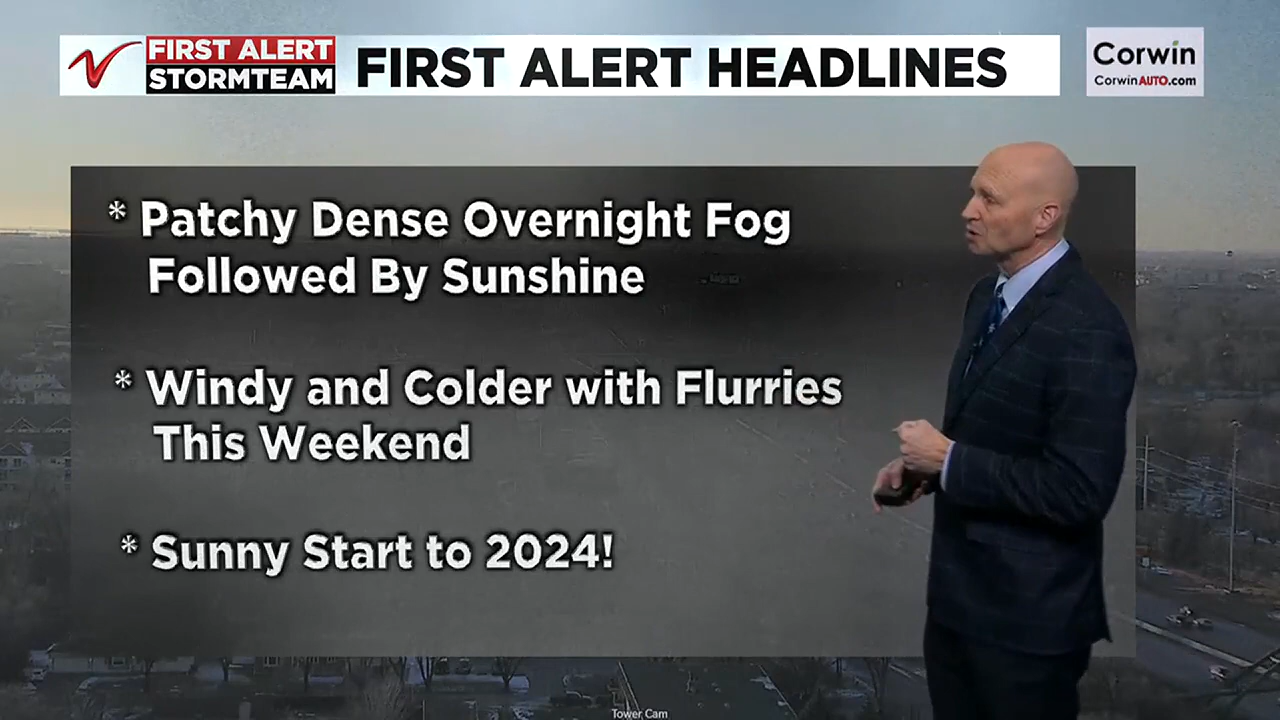 FIRST ALERT
STORMTEAM
FIRST ALERT HEADLINES
Corwin
CorwinAUTO.com
* Patchy Dense Overnight Fog
Followed By Sunshine
* Windy and Colder with Flurries
This Weekend
* Sunny Start to 2024!
Tower Cam